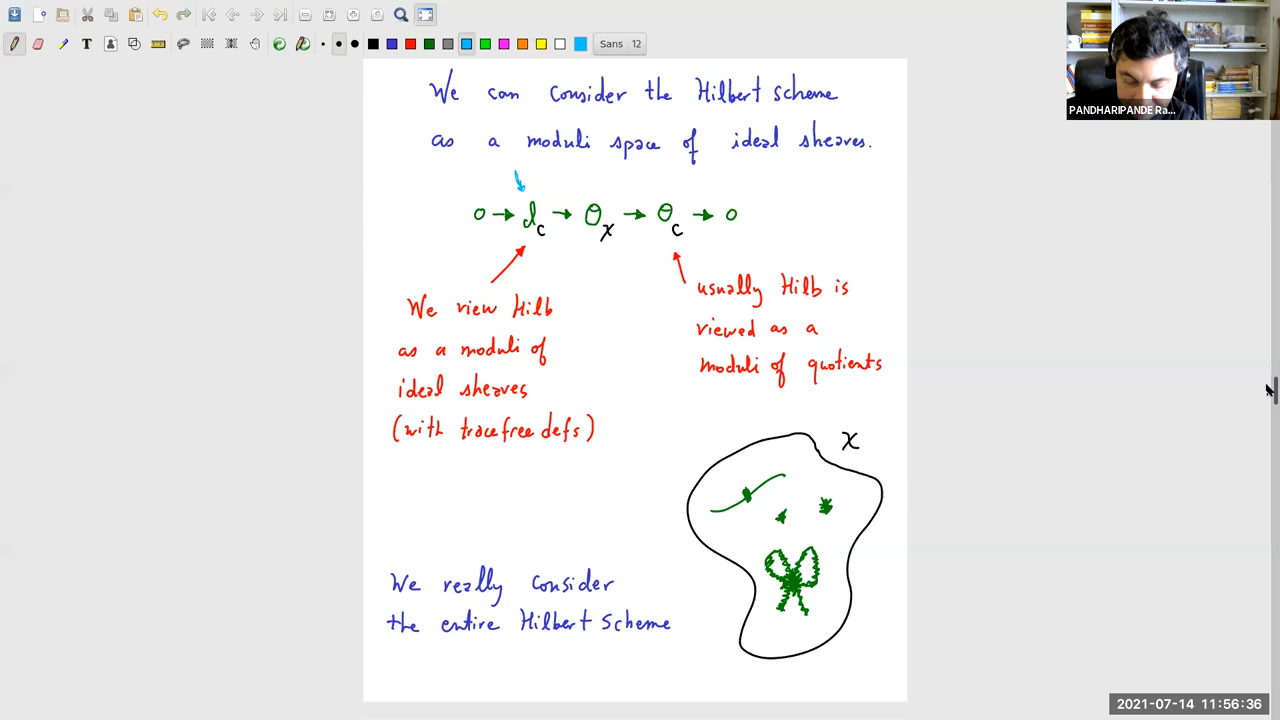 Sans 12
PANDHARIPANDE Ra...
We can consider the Hilbert scheme
as a moduli space of ideal sheaves.
0 → I_C → O_X → O_C → 0
We view Hilb
as a moduli of
ideal sheaves
(with trace free defs)
usually Hilb is
viewed as a
moduli of quotients
X
We really consider
the entire Hilbert scheme
2021-07-14 11:56:36